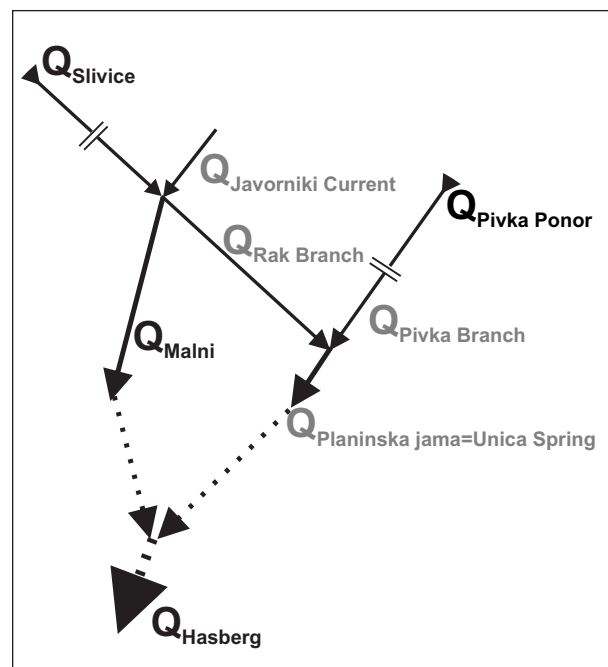 QSlivice
QJavorniki Current
QPivka Ponor
QRak Branch
QPivka Branch
QMalni
QPlaninska jama=Unica Spring
QHasberg